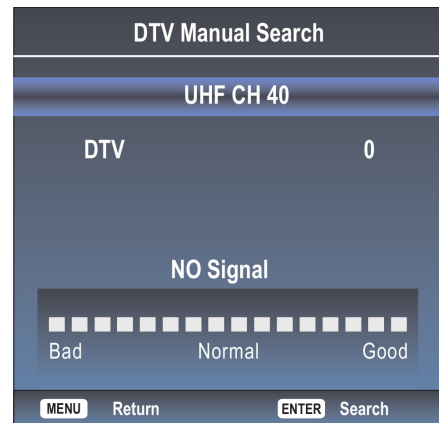 DTV Manual Search
UHF CH 40
DTV 0
NO Signal
Bad Normal Good
MENU Return ENTER Search